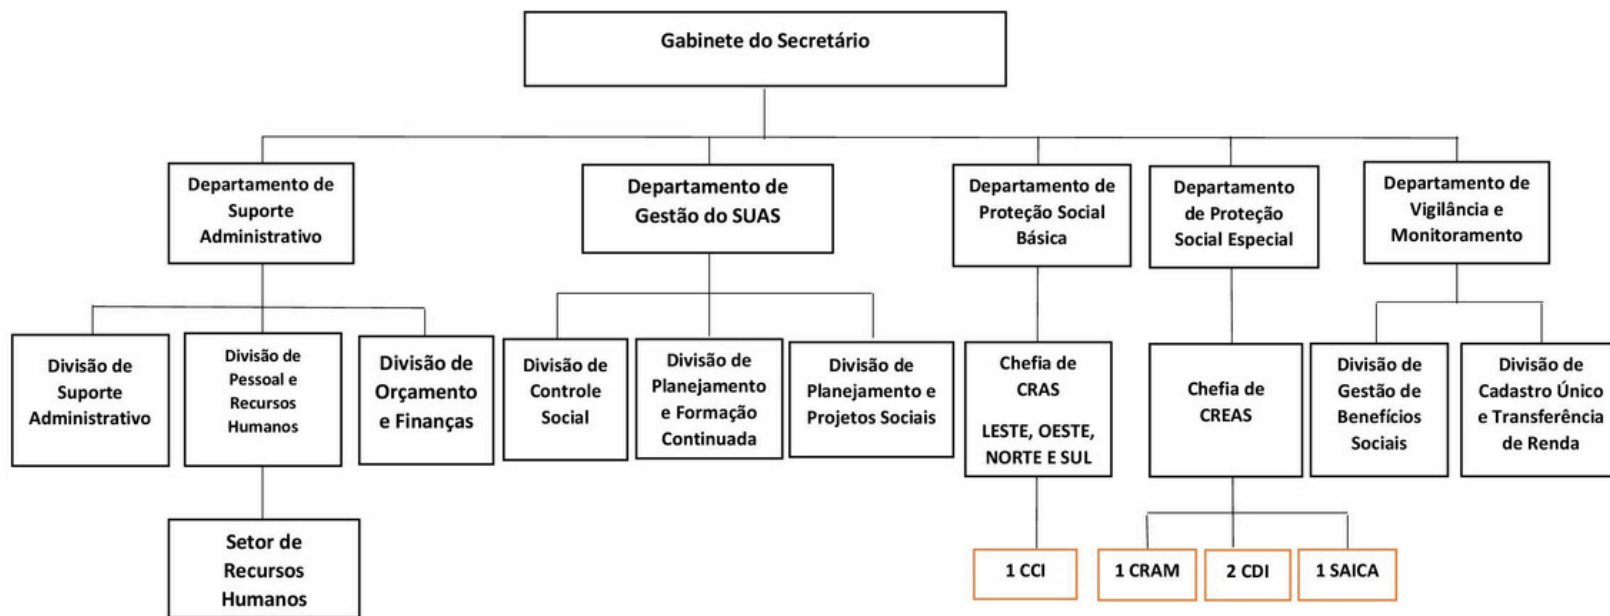 Gabinete do Secretário
Departamento de
Suporte
Administrativo
Departamento de
Gestão do SUAS
Departamento de
Proteção Social
Básica
Departamento
de Proteção
Social Especial
Departamento de
Vigilância e
Monitoramento
Divisão de
Suporte
Administrativo
Divisão de
Pessoal e
Recursos
Humanos
Divisão de
Orçamento
e Finanças
Divisão de
Controle
Social
Divisão de
Planejamento
e Formação
Continuada
Divisão de
Planejamento e
Projetos Sociais
Chefia de
CRAS
LESTE, OESTE,
NORTE E SUL
Chefia de
CREAS
Divisão de
Gestão de
Benefícios
Sociais
Divisão de
Cadastro Único
e Transferência
de Renda
Setor de
Recursos
Humanos
1 CCI
1 CRAM
2 CDI
1 SAICA